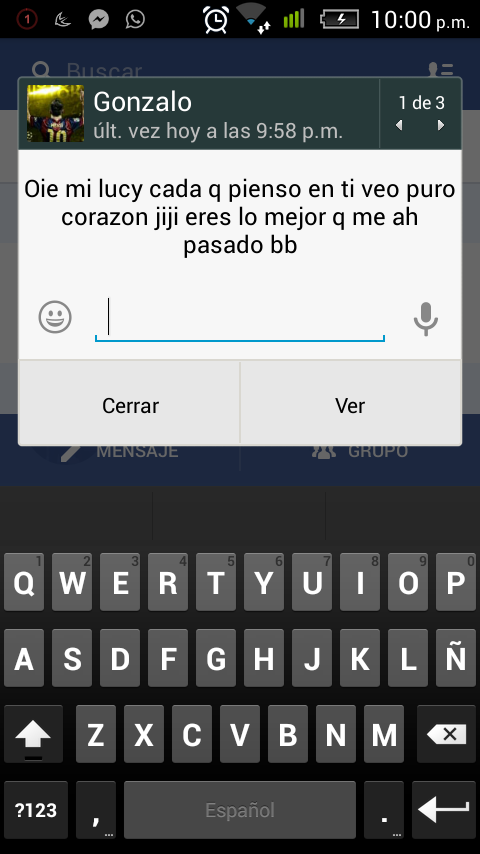 10:00 p.m.
Buscar
Gonzalo
últ. vez hoy a las 9:58 p.m.
1 de 3
Oie mi lucy cada q pienso en ti veo puro
corazon jiji eres lo mejor q me ah
pasado bb
Cerrar
Ver
MENSAJE
GRUPO
1 2 3 4 5 6 7 8 9 0
Q W E R T Y U I O P
A S D F G H J K L Ñ
Z X C V B N M
?123 , ... Español . ...